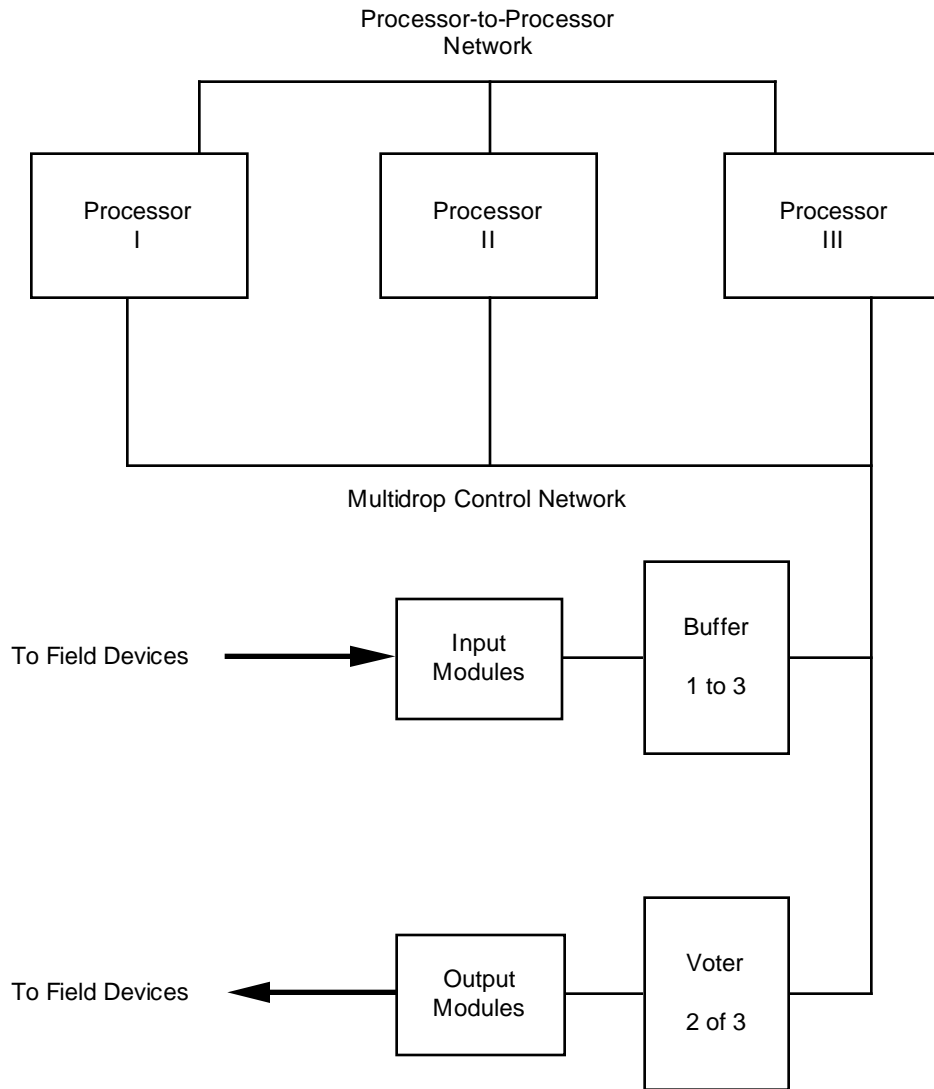 Processor-to-Processor
Network
Processor
I
Processor
II
Processor
III
Multidrop Control Network
To Field Devices
Input
Modules
Buffer
1 to 3
To Field Devices
Output
Modules
Voter
2 of 3